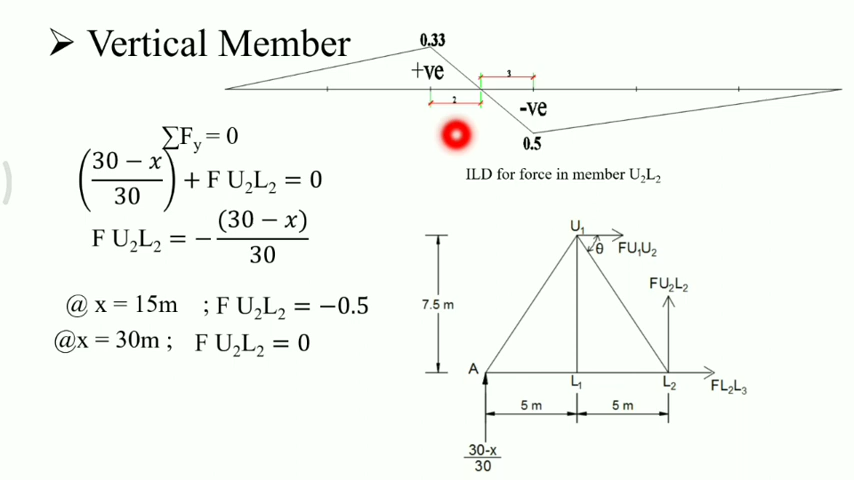 ➢ Vertical Member
0.33
+ve
3
2
-ve
0.5
ILD for force in member U₂L₂
∑Fᵧ = 0
((30 − x)/30) + F U₂L₂ = 0
F U₂L₂ = −(30 − x)/30
@ x = 15m ; F U₂L₂ = −0.5
@x = 30m ; F U₂L₂ = 0
U₁
θ
FU₁U₂
FU₂L₂
7.5 m
A
L₁
L₂
FL₂L₃
5 m
5 m
30-x
30